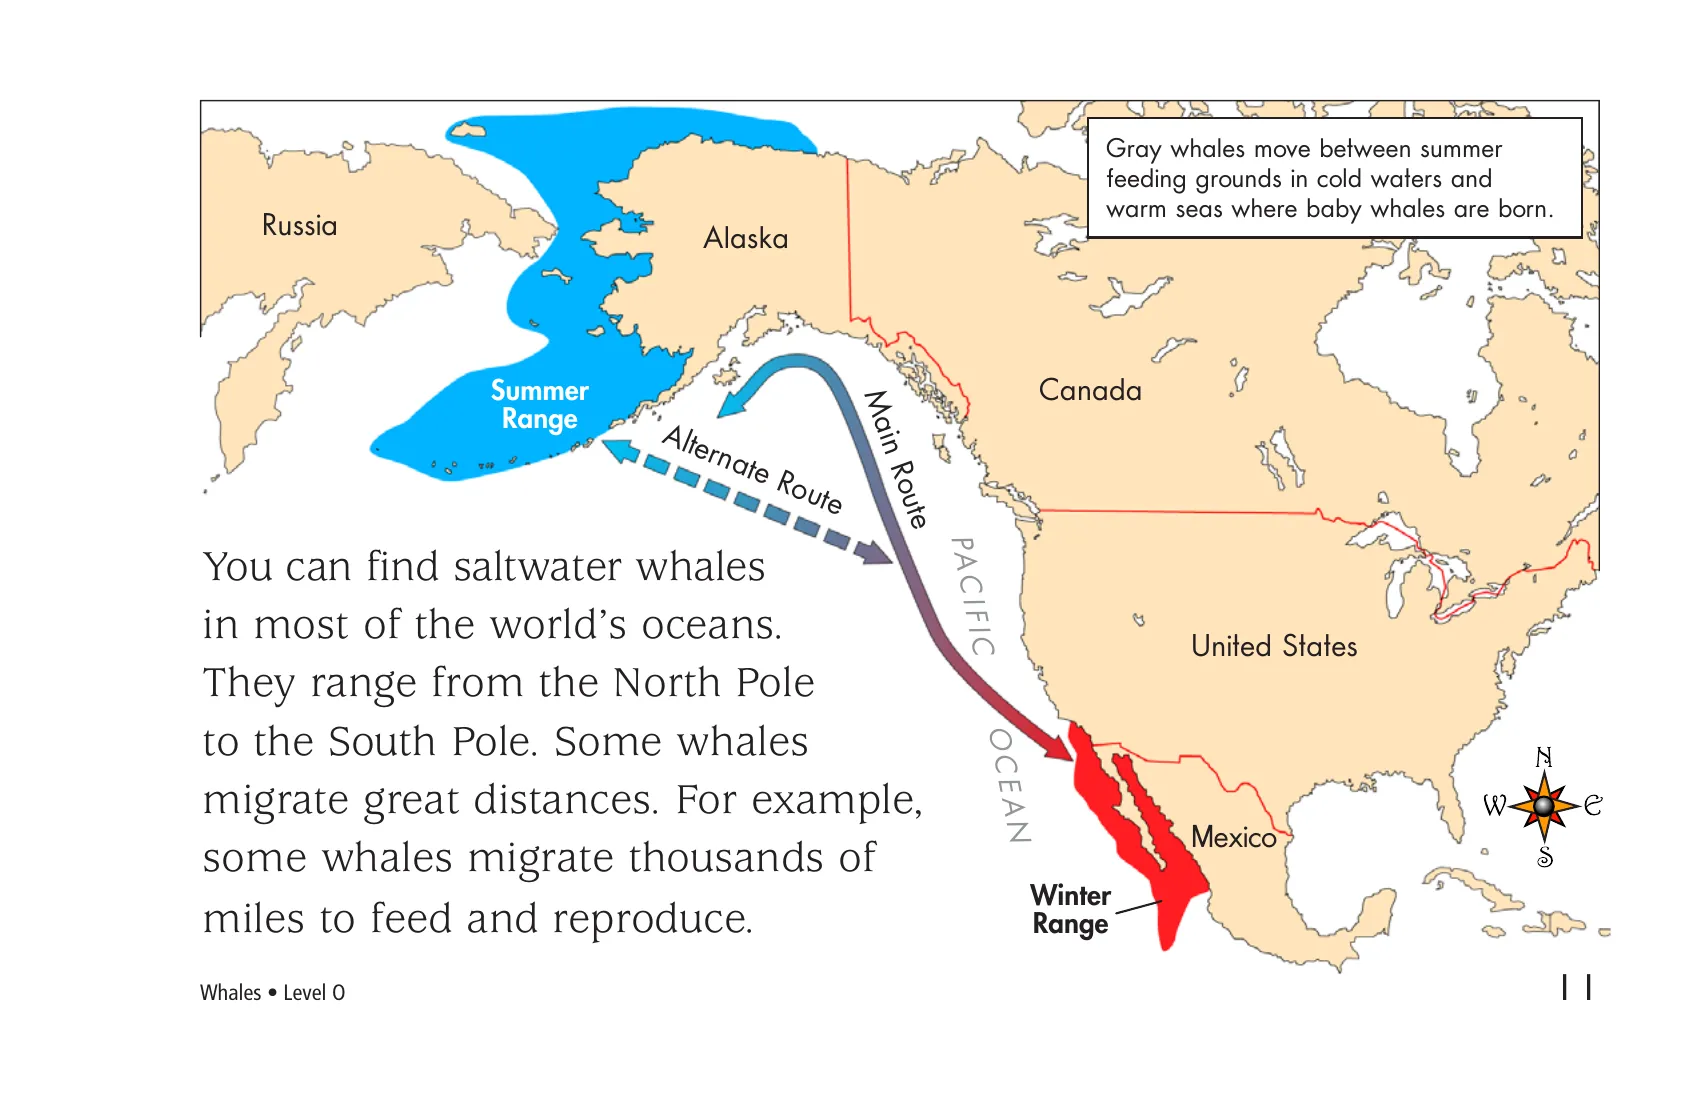 Gray whales move between summer
feeding grounds in cold waters and
warm seas where baby whales are born.
Russia
Alaska
Canada
Summer
Range
Alternate Route
Main Route
PACIFIC
OCEAN
United States
Mexico
Winter
Range
N
W
E
S
You can find saltwater whales
in most of the world’s oceans.
They range from the North Pole
to the South Pole. Some whales
migrate great distances. For example,
some whales migrate thousands of
miles to feed and reproduce.
Whales • Level O
11